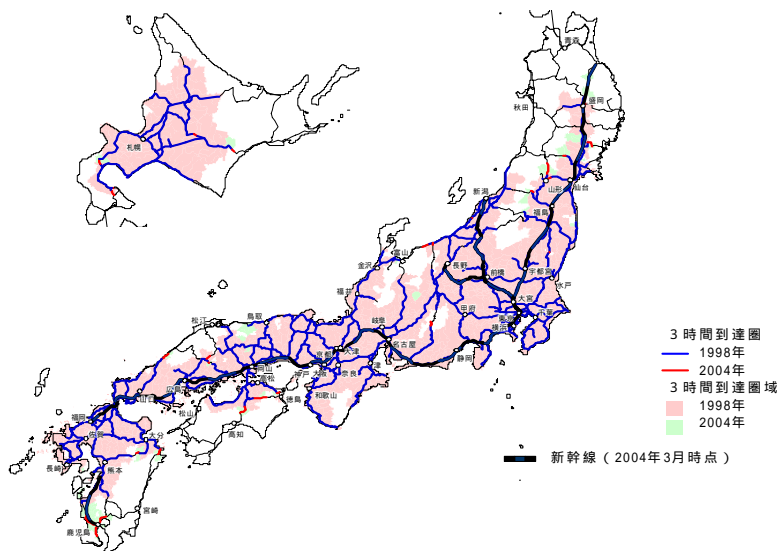 青森
秋田
盛岡
札幌
新潟
山形
仙台
福島
富山
金沢
長野
前橋
宇都宮
水戸
福井
大宮
松江
鳥取
岐阜
甲府
東京
千葉
横浜
京都
大津
名古屋
静岡
岡山
神戸
大阪
奈良
津
広島
高松
山口
徳島
和歌山
福岡
松山
佐賀
大分
高知
長崎
熊本
宮崎
鹿児島
3時間到達圏
1998年
2004年
3時間到達圏域
1998年
2004年
新幹線（2004年3月時点）